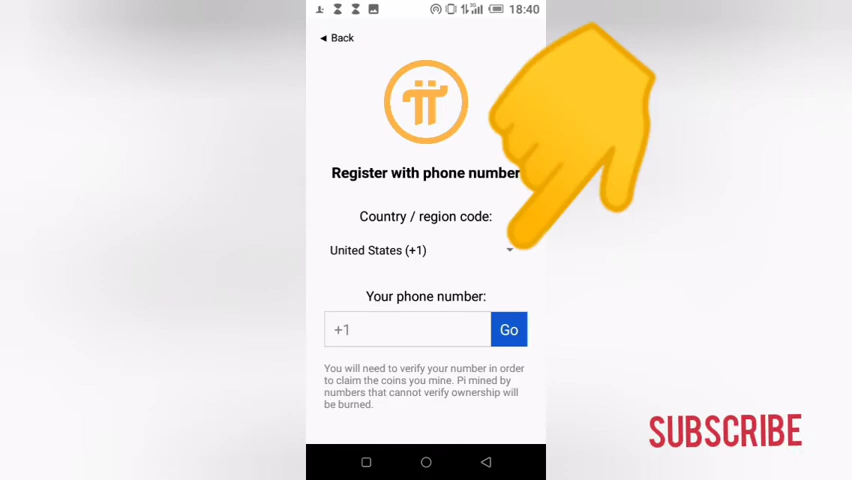 18:40
◄ Back
Register with phone number
Country / region code:
United States (+1)
Your phone number:
+1
Go
You will need to verify your number in order
to claim the coins you mine. Pi mined by
numbers that cannot verify ownership will
be burned.
SUBSCRIBE